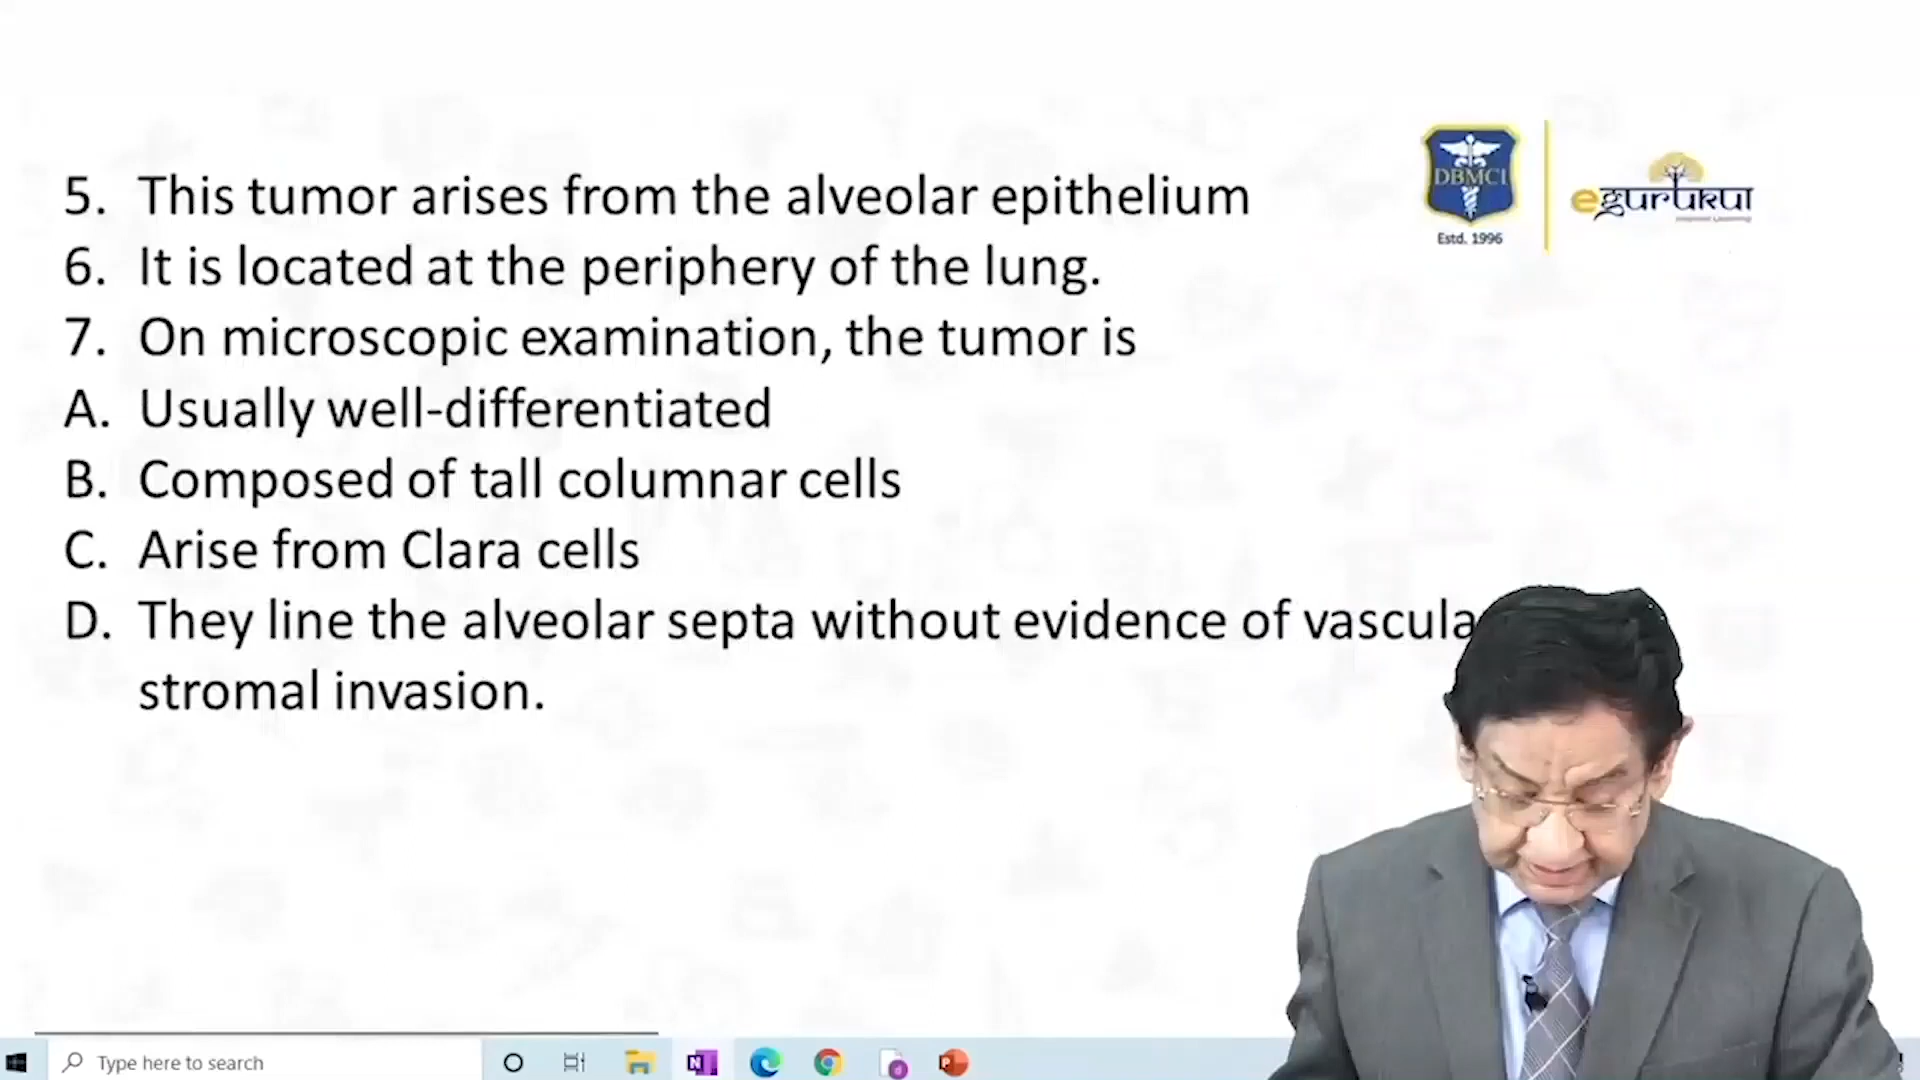 DBMCI
Estd. 1996
egurukul
5. This tumor arises from the alveolar epithelium
6. It is located at the periphery of the lung.
7. On microscopic examination, the tumor is
A. Usually well-differentiated
B. Composed of tall columnar cells
C. Arise from Clara cells
D. They line the alveolar septa without evidence of
stromal invasion.
Type here to search